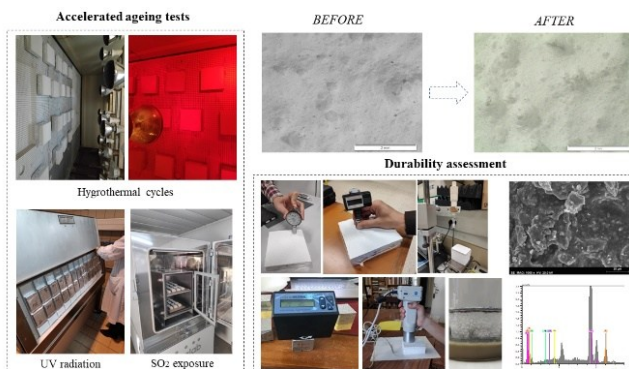 Accelerated ageing tests
BEFORE
AFTER
Hygrothermal cycles
Durability assessment
UV radiation
SO₂ exposure